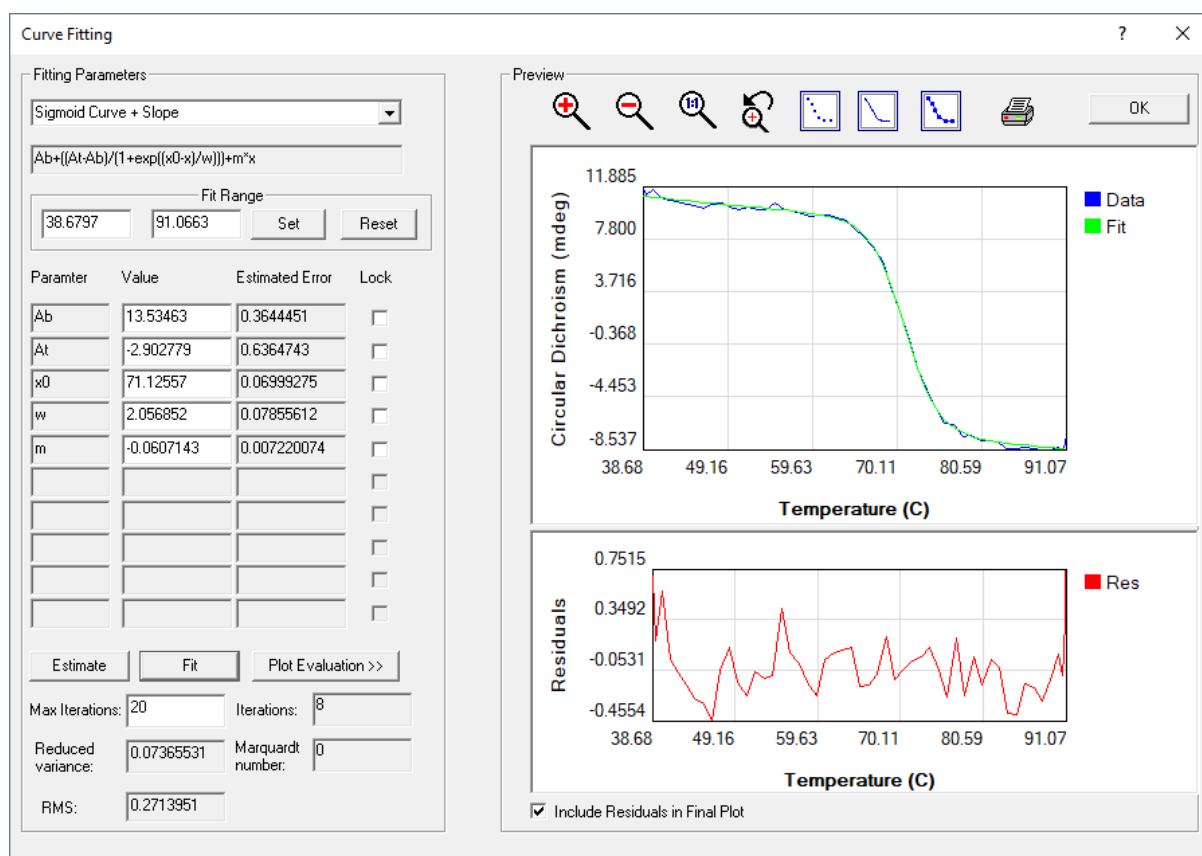 Curve Fitting
?
Fitting Parameters
Sigmoid Curve + Slope
Ab+((At-Ab)/(1+exp((x0-x)/w)))+m*x
Fit Range
38.6797 91.0663 Set Reset
Paramter Value Estimated Error Lock
Ab 13.53463 0.3644451
At -2.902779 0.6364743
x0 71.12557 0.06999275
w 2.056852 0.07855612
m -0.0607143 0.007220074
Estimate Fit Plot Evaluation >>
Max Iterations: 20 Iterations: 8
Reduced variance: 0.07365531 Marquardt number: 0
RMS: 0.2713951
Preview
1:1
OK
Circular Dichroism (mdeg)
11.885
7.800
3.716
-0.368
-4.453
-8.537
38.68 49.16 59.63 70.11 80.59 91.07
Temperature (C)
Data
Fit
Residuals
0.7515
0.3492
-0.0531
-0.4554
38.68 49.16 59.63 70.11 80.59 91.07
Temperature (C)
Res
Include Residuals in Final Plot